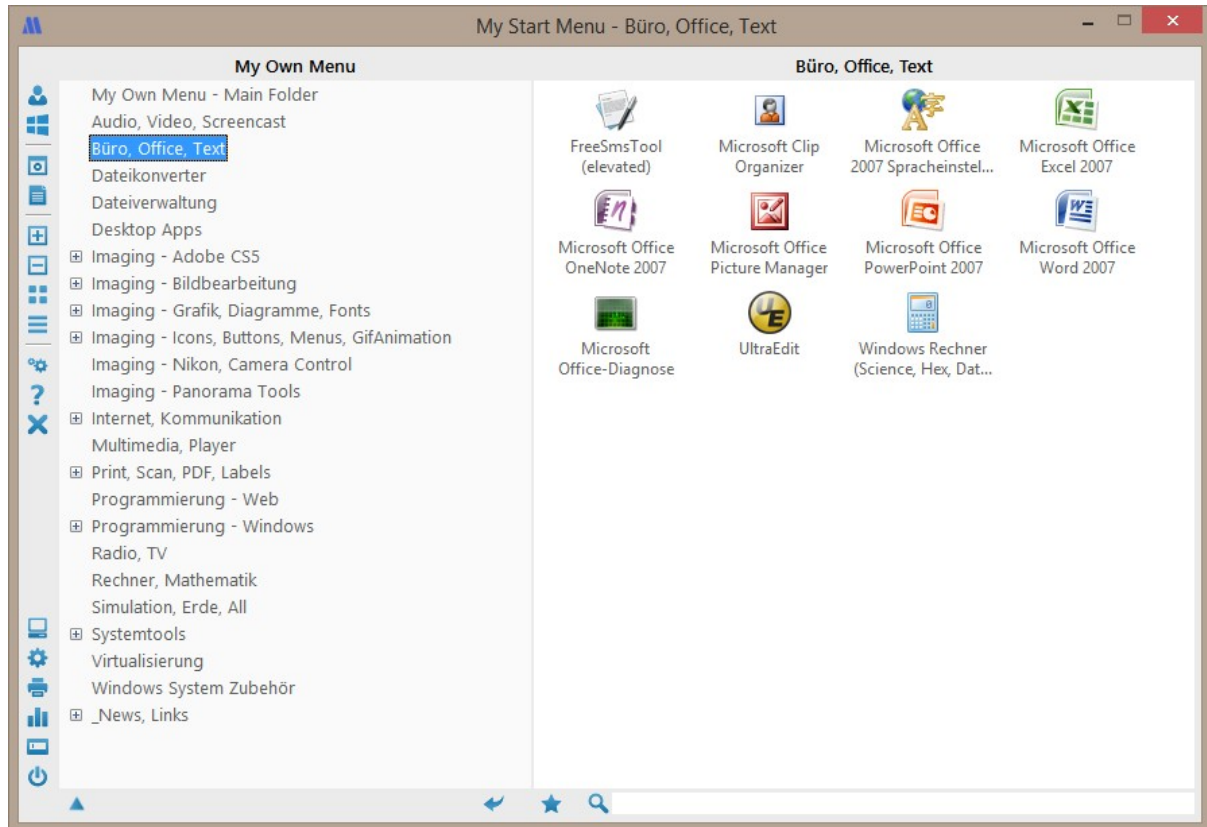 My Start Menu - Büro, Office, Text
My Own Menu
My Own Menu - Main Folder
Audio, Video, Screencast
Büro, Office, Text
Dateikonverter
Dateiverwaltung
Desktop Apps
Imaging - Adobe CS5
Imaging - Bildbearbeitung
Imaging - Grafik, Diagramme, Fonts
Imaging - Icons, Buttons, Menus, GifAnimation
Imaging - Nikon, Camera Control
Imaging - Panorama Tools
Internet, Kommunikation
Multimedia, Player
Print, Scan, PDF, Labels
Programmierung - Web
Programmierung - Windows
Radio, TV
Rechner, Mathematik
Simulation, Erde, All
Systemtools
Virtualisierung
Windows System Zubehör
_News, Links
Büro, Office, Text
FreeSmsTool
(elevated)
Microsoft Clip
Organizer
Microsoft Office
2007 Spracheinstel...
Microsoft Office
Excel 2007
Microsoft Office
OneNote 2007
Microsoft Office
Picture Manager
Microsoft Office
PowerPoint 2007
Microsoft Office
Word 2007
Microsoft
Office-Diagnose
UltraEdit
Windows Rechner
(Science, Hex, Dat...